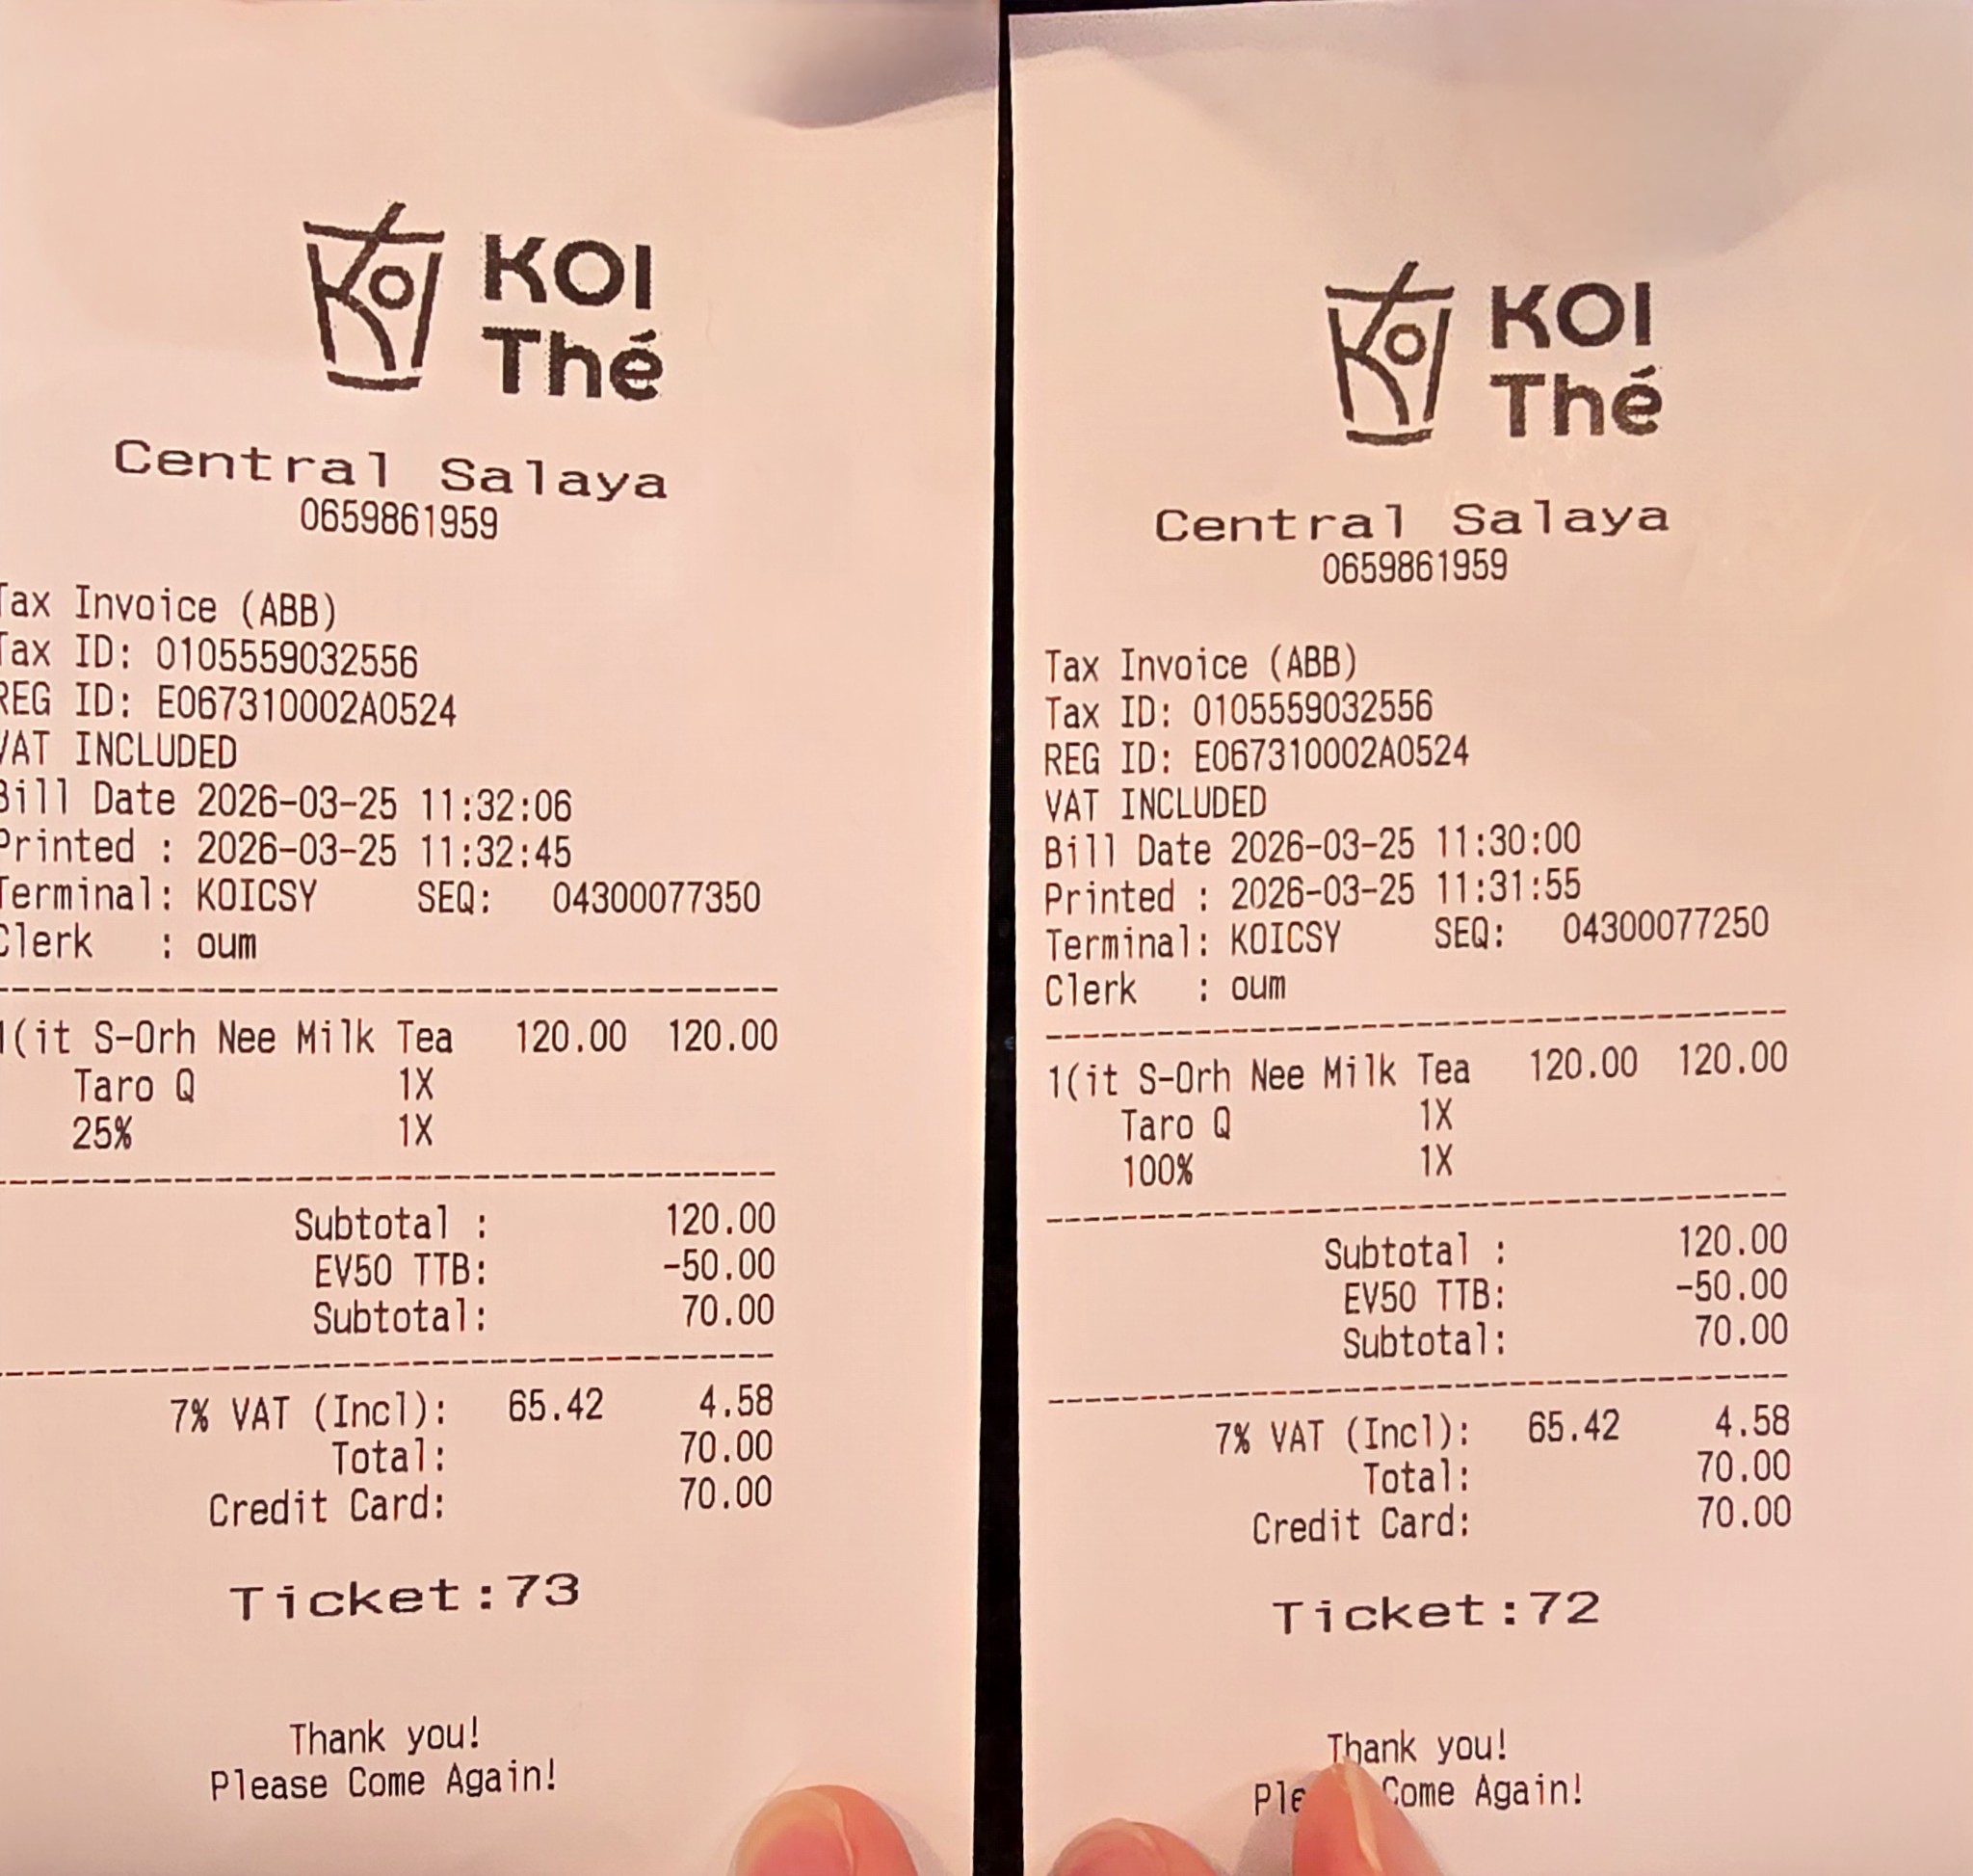 KOI
KOI
Thé
Central Salaya
0659861959
Tax Invoice (ABB)
Tax ID: 0105559032556
REG ID: E067310002A0524
VAT INCLUDED
Bill Date 2026-03-25 11:32:06
Printed : 2026-03-25 11:32:45
Terminal: KOICSY SEQ: 04300077350
Clerk : oum
1(it S-Orh Nee Milk Tea 120.00 120.00
Taro Q 1X
25% 1X
Subtotal : 120.00
EV50 TTB: -50.00
Subtotal: 70.00
7% VAT (Incl): 65.42 4.58
Total: 70.00
Credit Card: 70.00
Ticket:73
Thank you!
Please Come Again!
KOI
KOI
Thé
Central Salaya
0659861959
Tax Invoice (ABB)
Tax ID: 0105559032556
REG ID: E067310002A0524
VAT INCLUDED
Bill Date 2026-03-25 11:30:00
Printed : 2026-03-25 11:31:55
Terminal: KOICSY SEQ: 04300077250
Clerk : oum
1(it S-Orh Nee Milk Tea 120.00 120.00
Taro Q 1X
100% 1X
Subtotal : 120.00
EV50 TTB: -50.00
Subtotal: 70.00
7% VAT (Incl): 65.42 4.58
Total: 70.00
Credit Card: 70.00
Ticket:72
Thank you!
Ple Come Again!